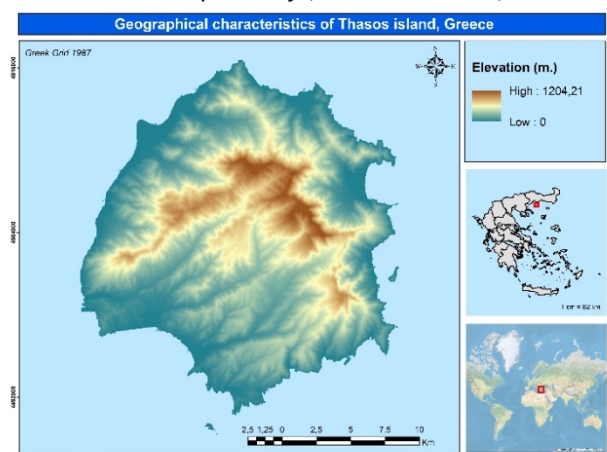 Geographical characteristics of Thasos island, Greece
Greek Grid 1987
N
W E
S
Elevation (m.)
High : 1204,21
Low : 0
2,5 1,25 0 2,5 5 7.5 10
Km